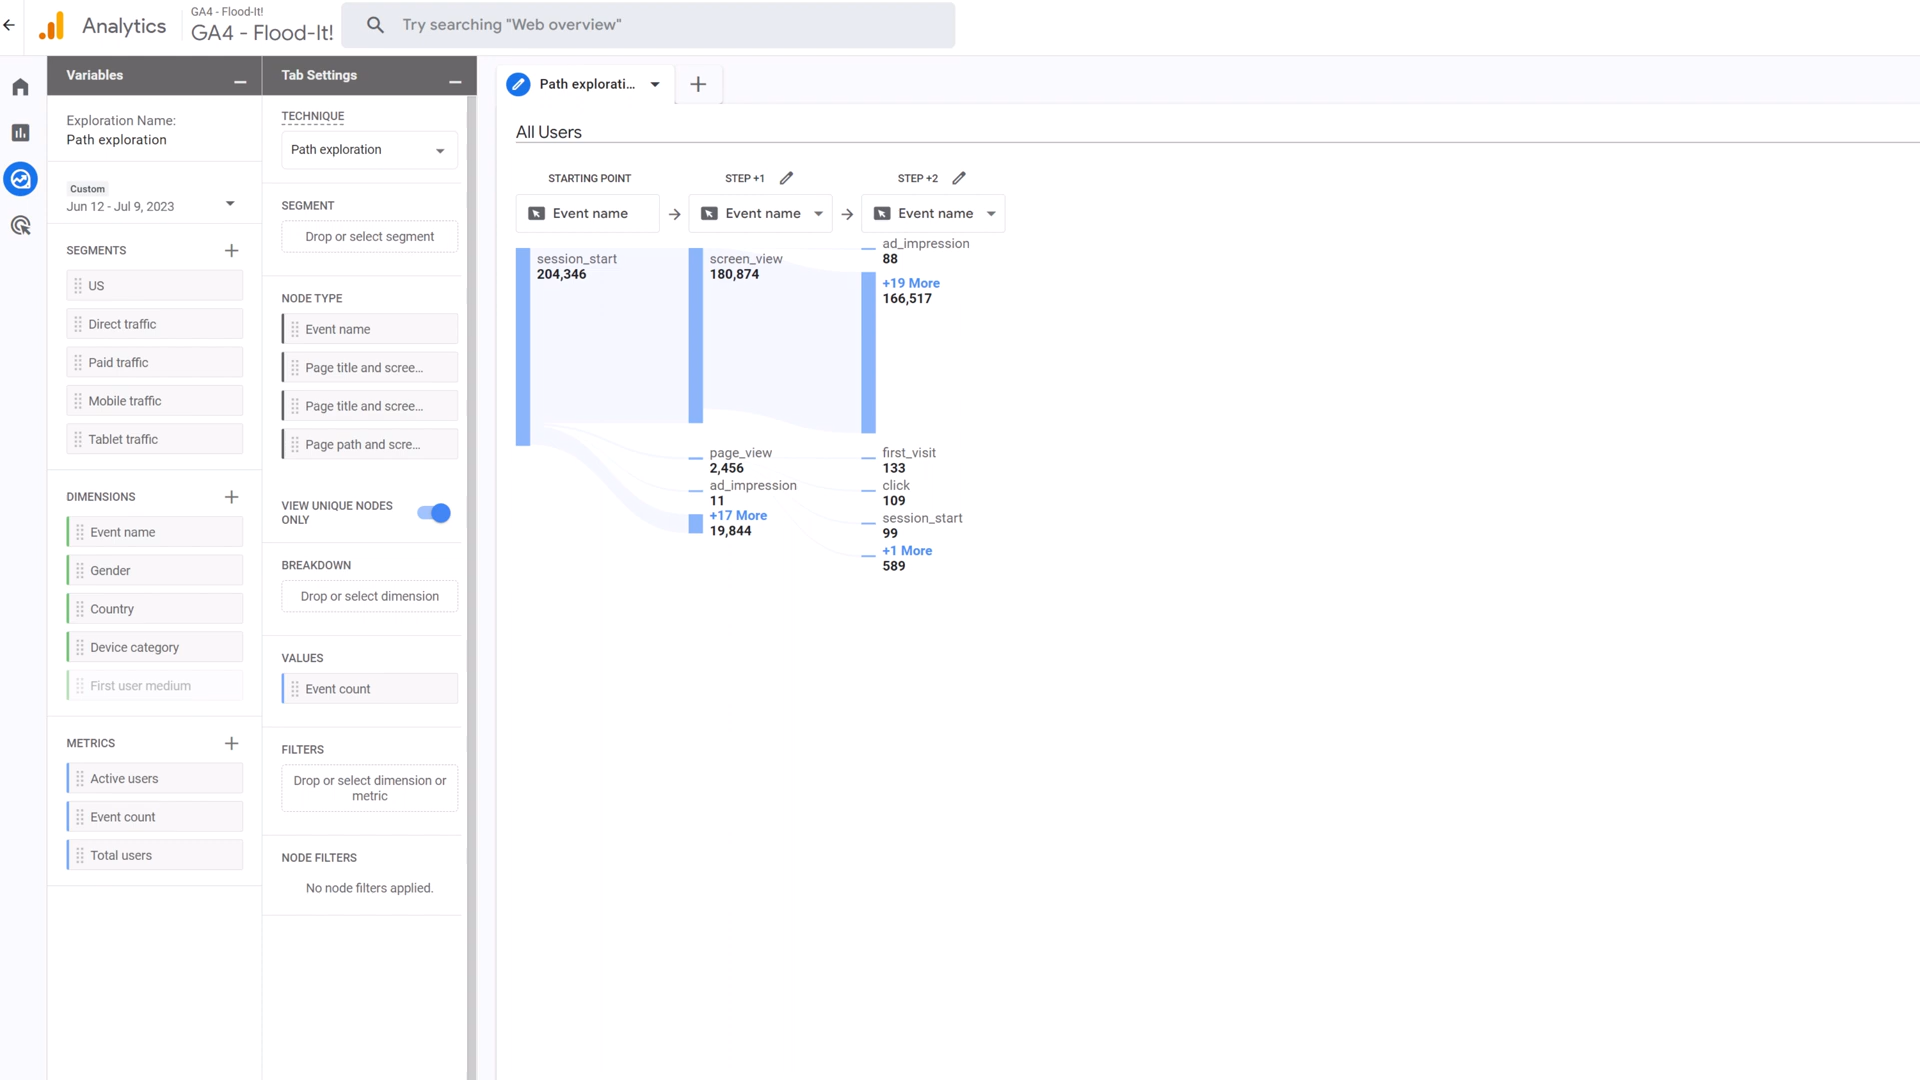 GA4 - Flood-It!
Analytics
GA4 - Flood-It!
Try searching "Web overview"
Variables
Exploration Name:
Path exploration
Custom
Jun 12 - Jul 9, 2023
SEGMENTS
US
Direct traffic
Paid traffic
Mobile traffic
Tablet traffic
DIMENSIONS
Event name
Gender
Country
Device category
First user medium
METRICS
Active users
Event count
Total users
Tab Settings
TECHNIQUE
Path exploration
SEGMENT
Drop or select segment
NODE TYPE
Event name
Page title and scree...
Page title and scree...
Page path and scre...
VIEW UNIQUE NODES
ONLY
BREAKDOWN
Drop or select dimension
VALUES
Event count
FILTERS
Drop or select dimension or
metric
NODE FILTERS
No node filters applied.
Path explorati...
All Users
STARTING POINT
STEP +1
STEP +2
Event name
Event name
Event name
session_start
204,346
screen_view
180,874
page_view
2,456
ad_impression
11
+17 More
19,844
ad_impression
88
+19 More
166,517
first_visit
133
click
109
session_start
99
+1 More
589